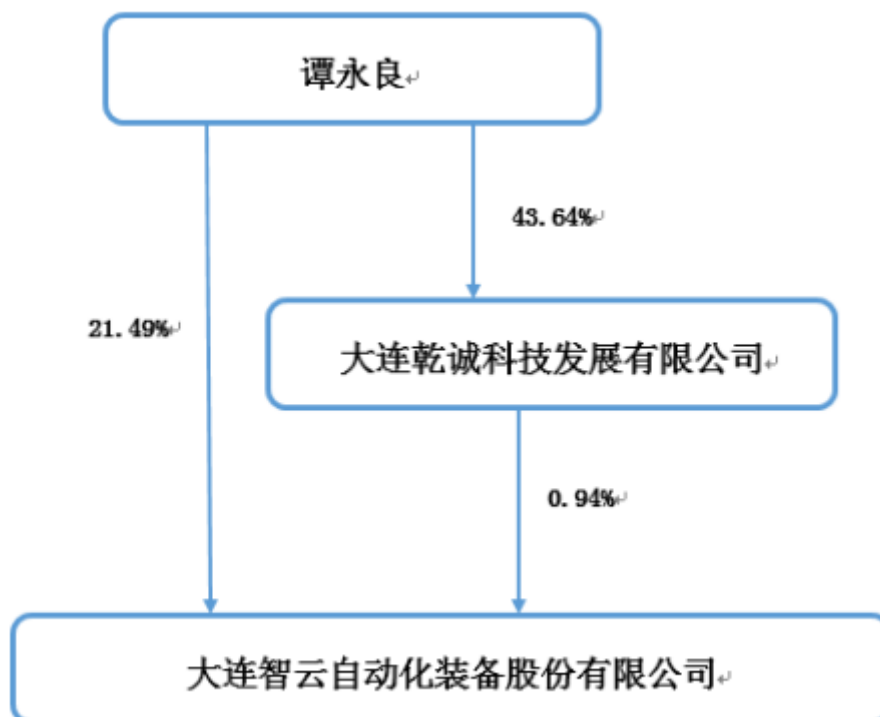 谭永良
43.64%
21.49%
大连乾诚科技发展有限公司
0.94%
大连智云自动化装备股份有限公司